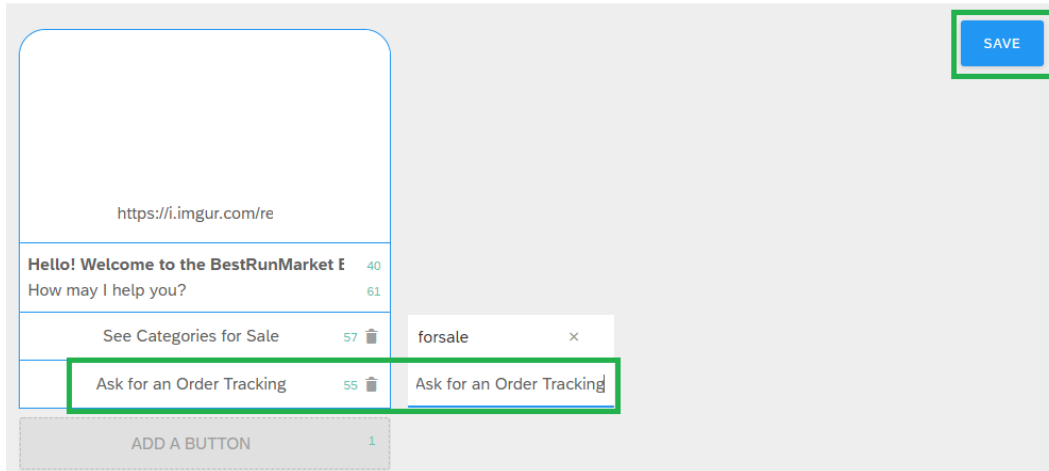 SAVE
https://i.imgur.com/re
Hello! Welcome to the BestRunMarket E 40
How may I help you? 61
See Categories for Sale 57 forsale ×
Ask for an Order Tracking 55 Ask for an Order Tracking
ADD A BUTTON 1